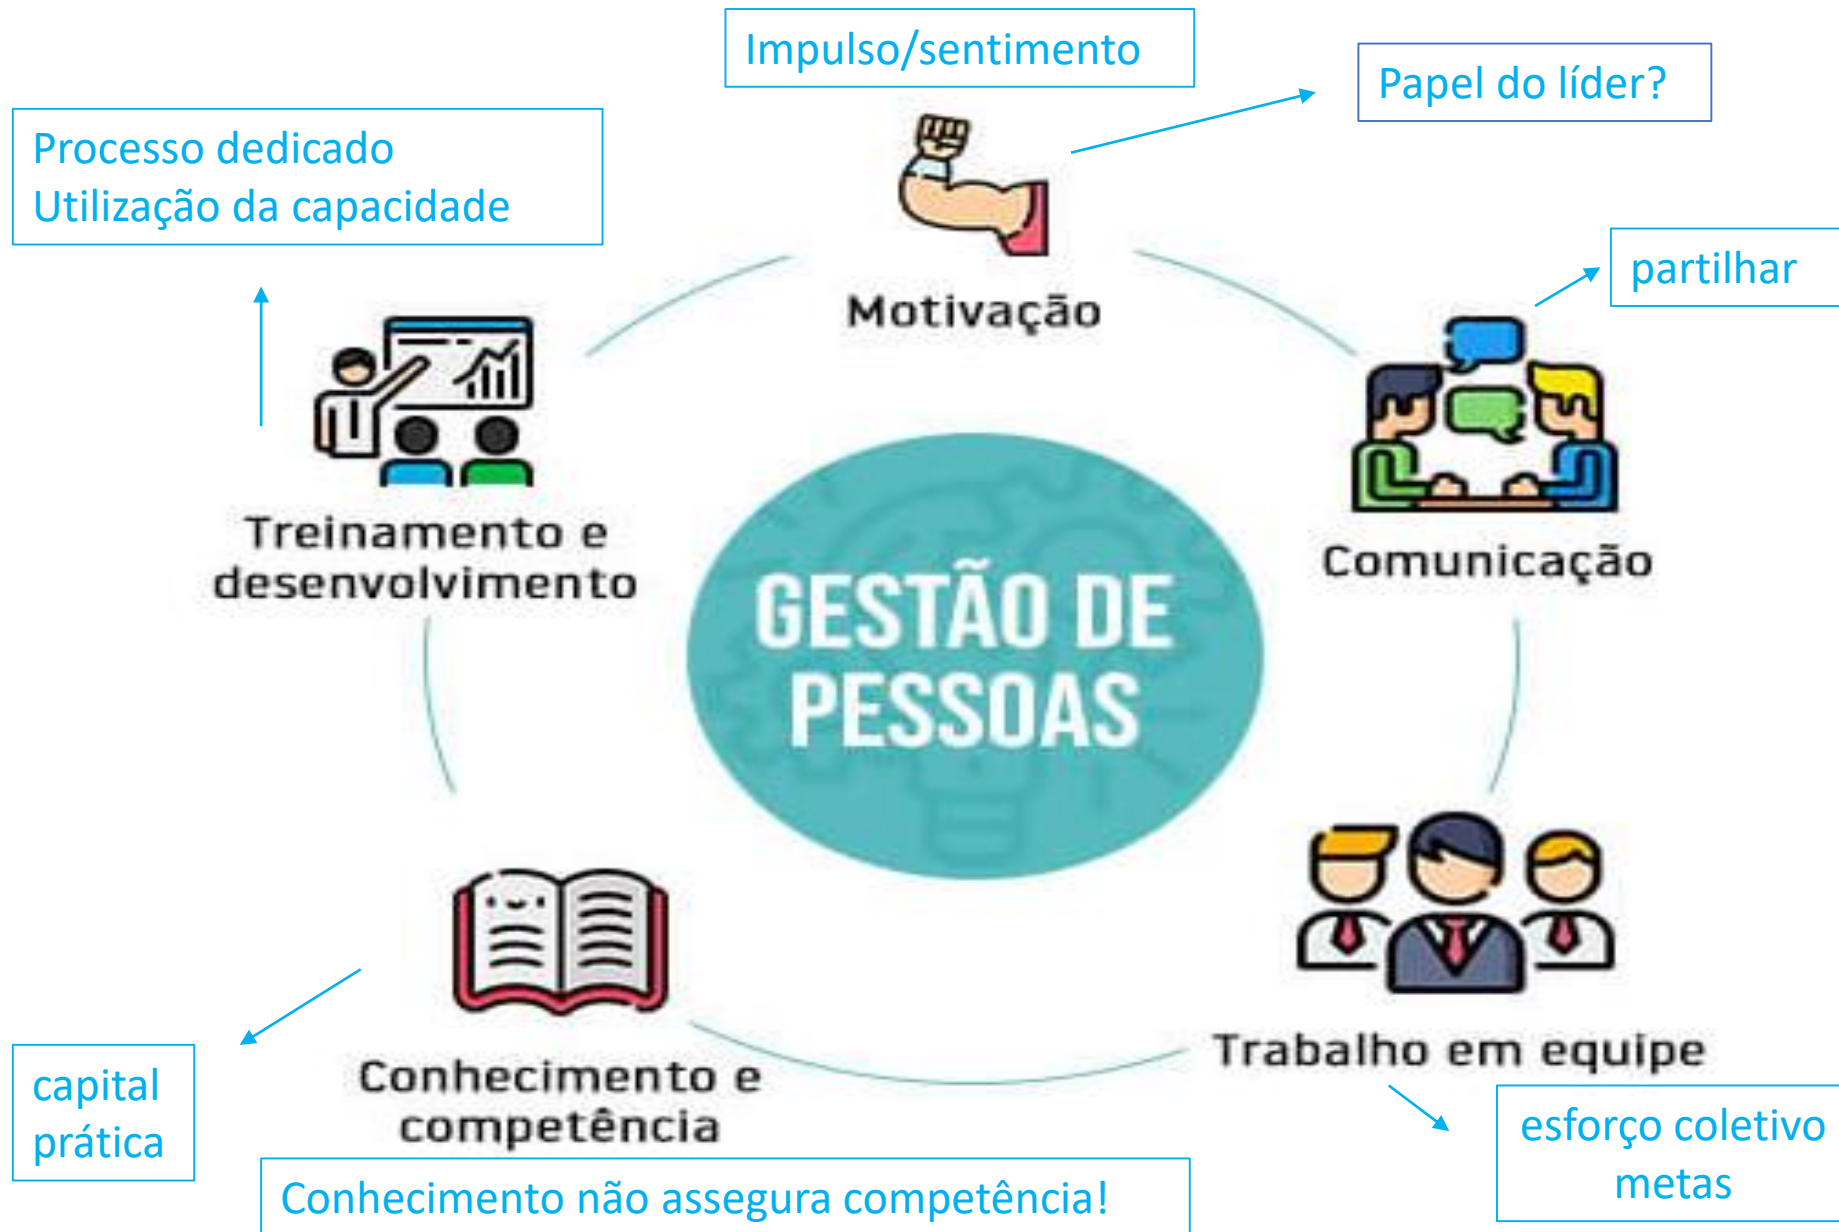 Impulso/sentimento
Papel do líder?
Processo dedicado
Utilização da capacidade
partilhar
Motivação
Treinamento e
desenvolvimento
Comunicação
GESTÃO DE
PESSOAS
Trabalho em equipe
Conhecimento e
competência
capital
prática
esforço coletivo
metas
Conhecimento não assegura competência!